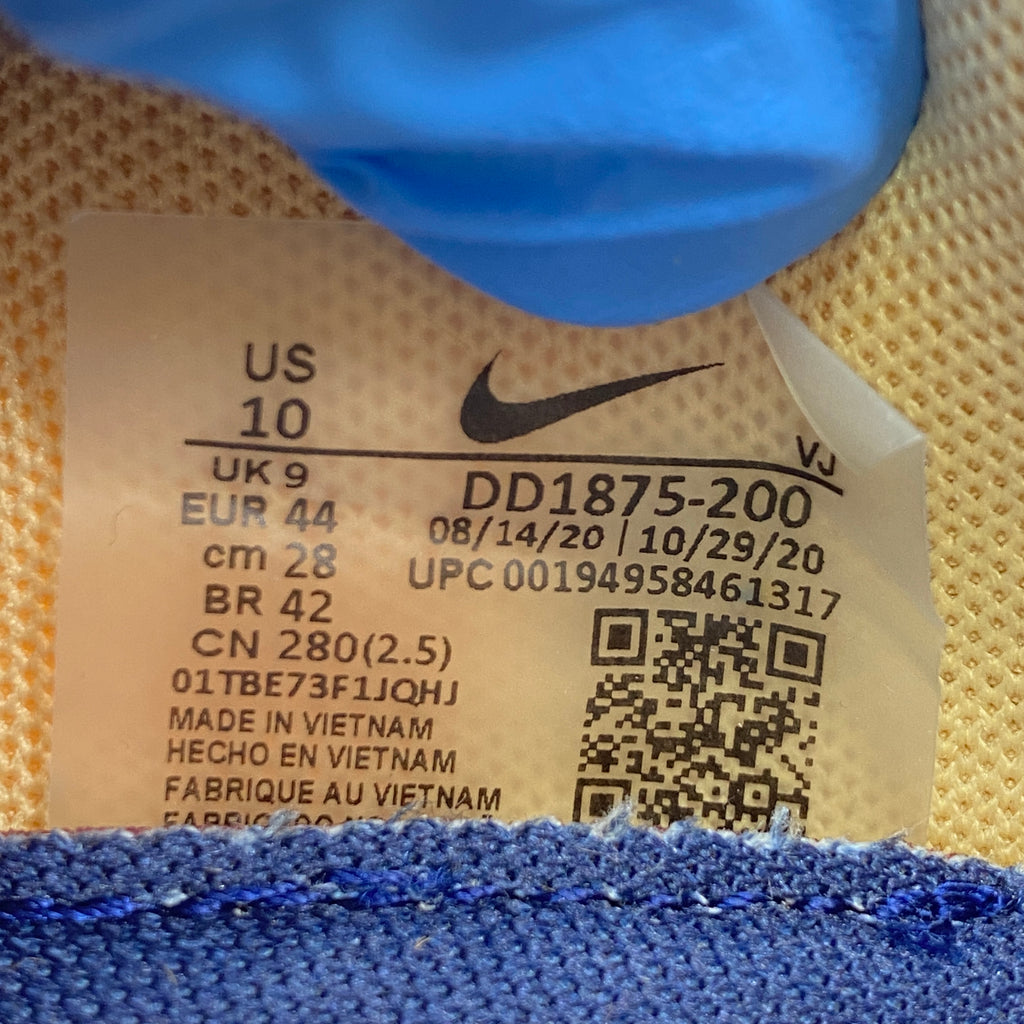 US
10
UK 9
EUR 44
cm 28
BR 42
CN 280(2.5)
01TBE73F1JQHJ
MADE IN VIETNAM
HECHO EN VIETNAM
FABRIQUE AU VIETNAM
VJ
DD1875-200
08/14/20 | 10/29/20
UPC 00194958461317